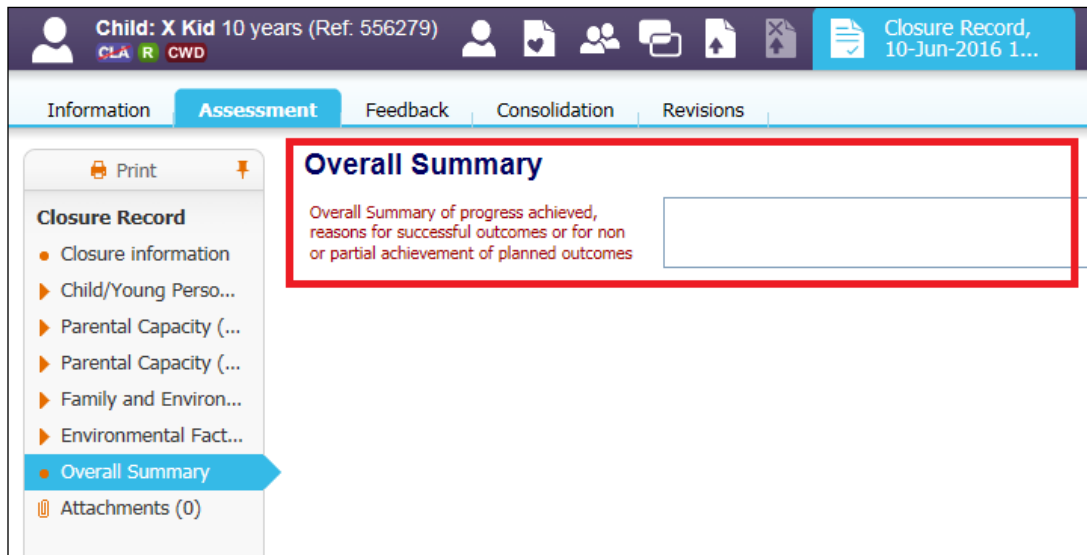 Child: X Kid 10 years (Ref: 556279)
CLA R CWD
Closure Record,
10-Jun-2016 1...
Information Assessment Feedback Consolidation Revisions
Print
Closure Record
Closure information
Child/Young Perso...
Parental Capacity (...
Parental Capacity (...
Family and Environ...
Environmental Fact...
Overall Summary
Attachments (0)
Overall Summary
Overall Summary of progress achieved,
reasons for successful outcomes or for non
or partial achievement of planned outcomes